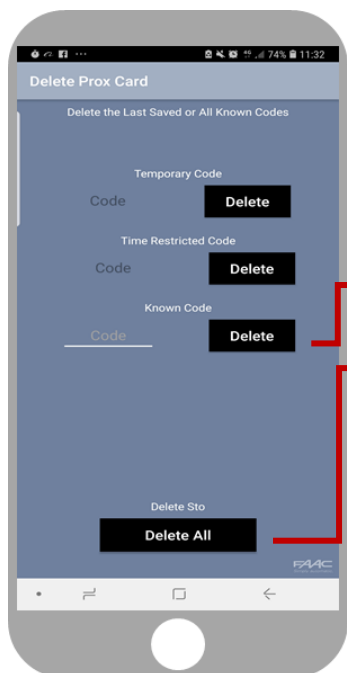 74% 11:32
Delete Prox Card
Delete the Last Saved or All Known Codes
Temporary Code
Code Delete
Time Restricted Code
Code Delete
Known Code
Code Delete
Delete Sto
Delete All
FAAC